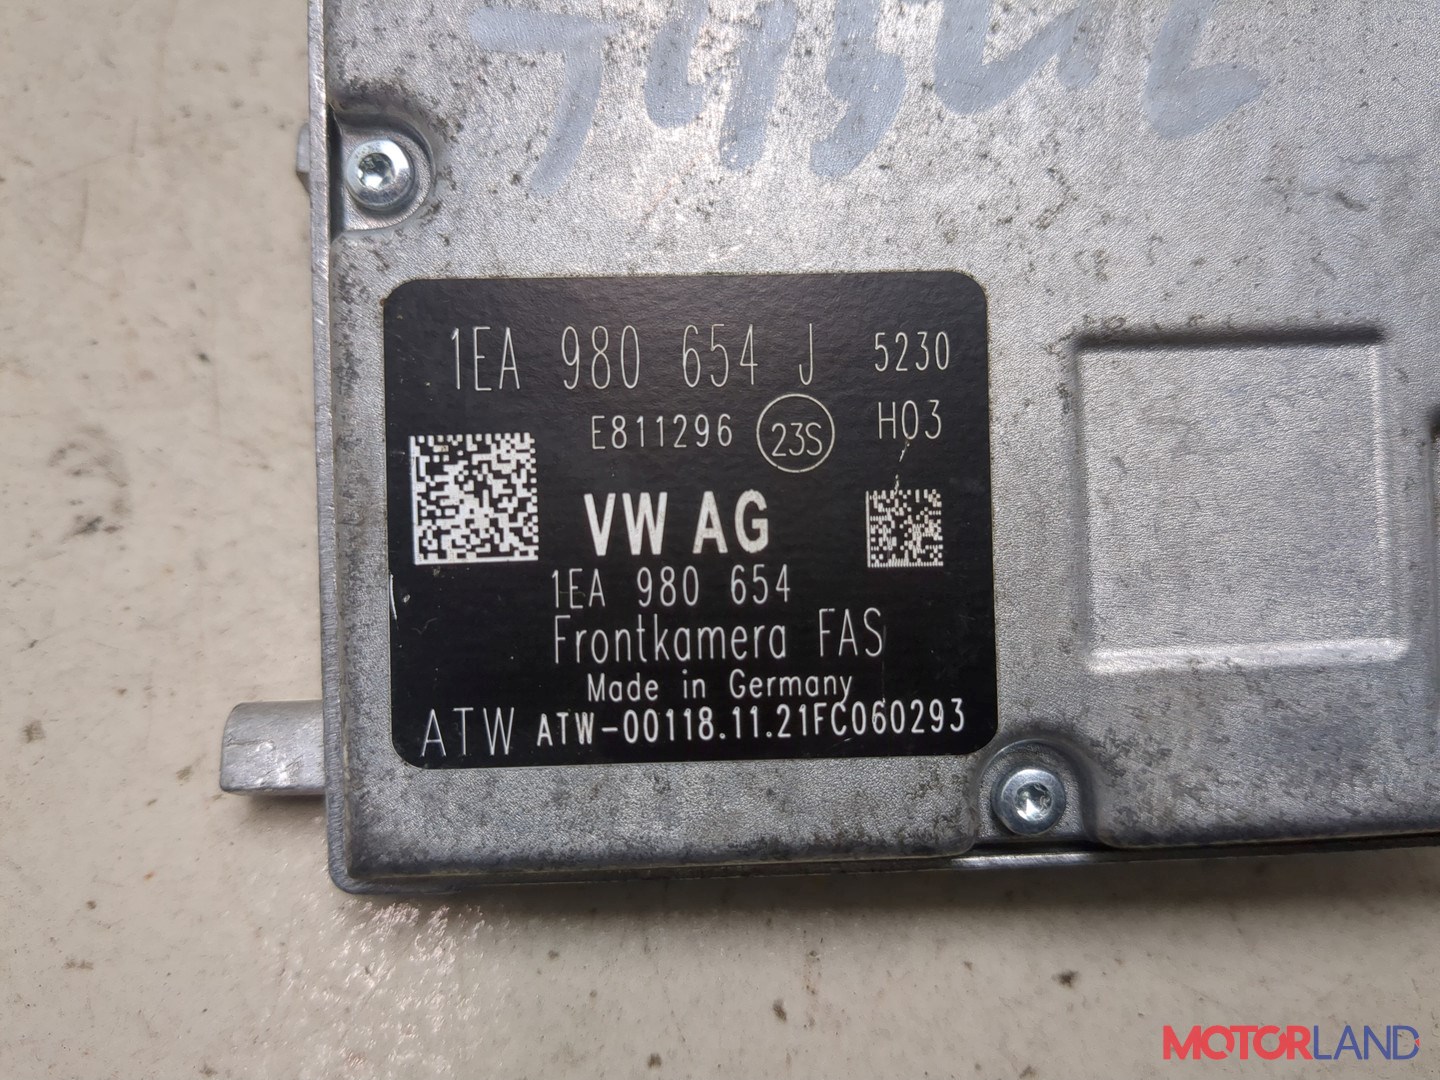 1EA 980 654 J 5230
E811296 23S H03
VW AG
1EA 980 654
Frontkamera FAS
Made in Germany
ATW ATW-00118.11.21FC060293
MOTORLAND